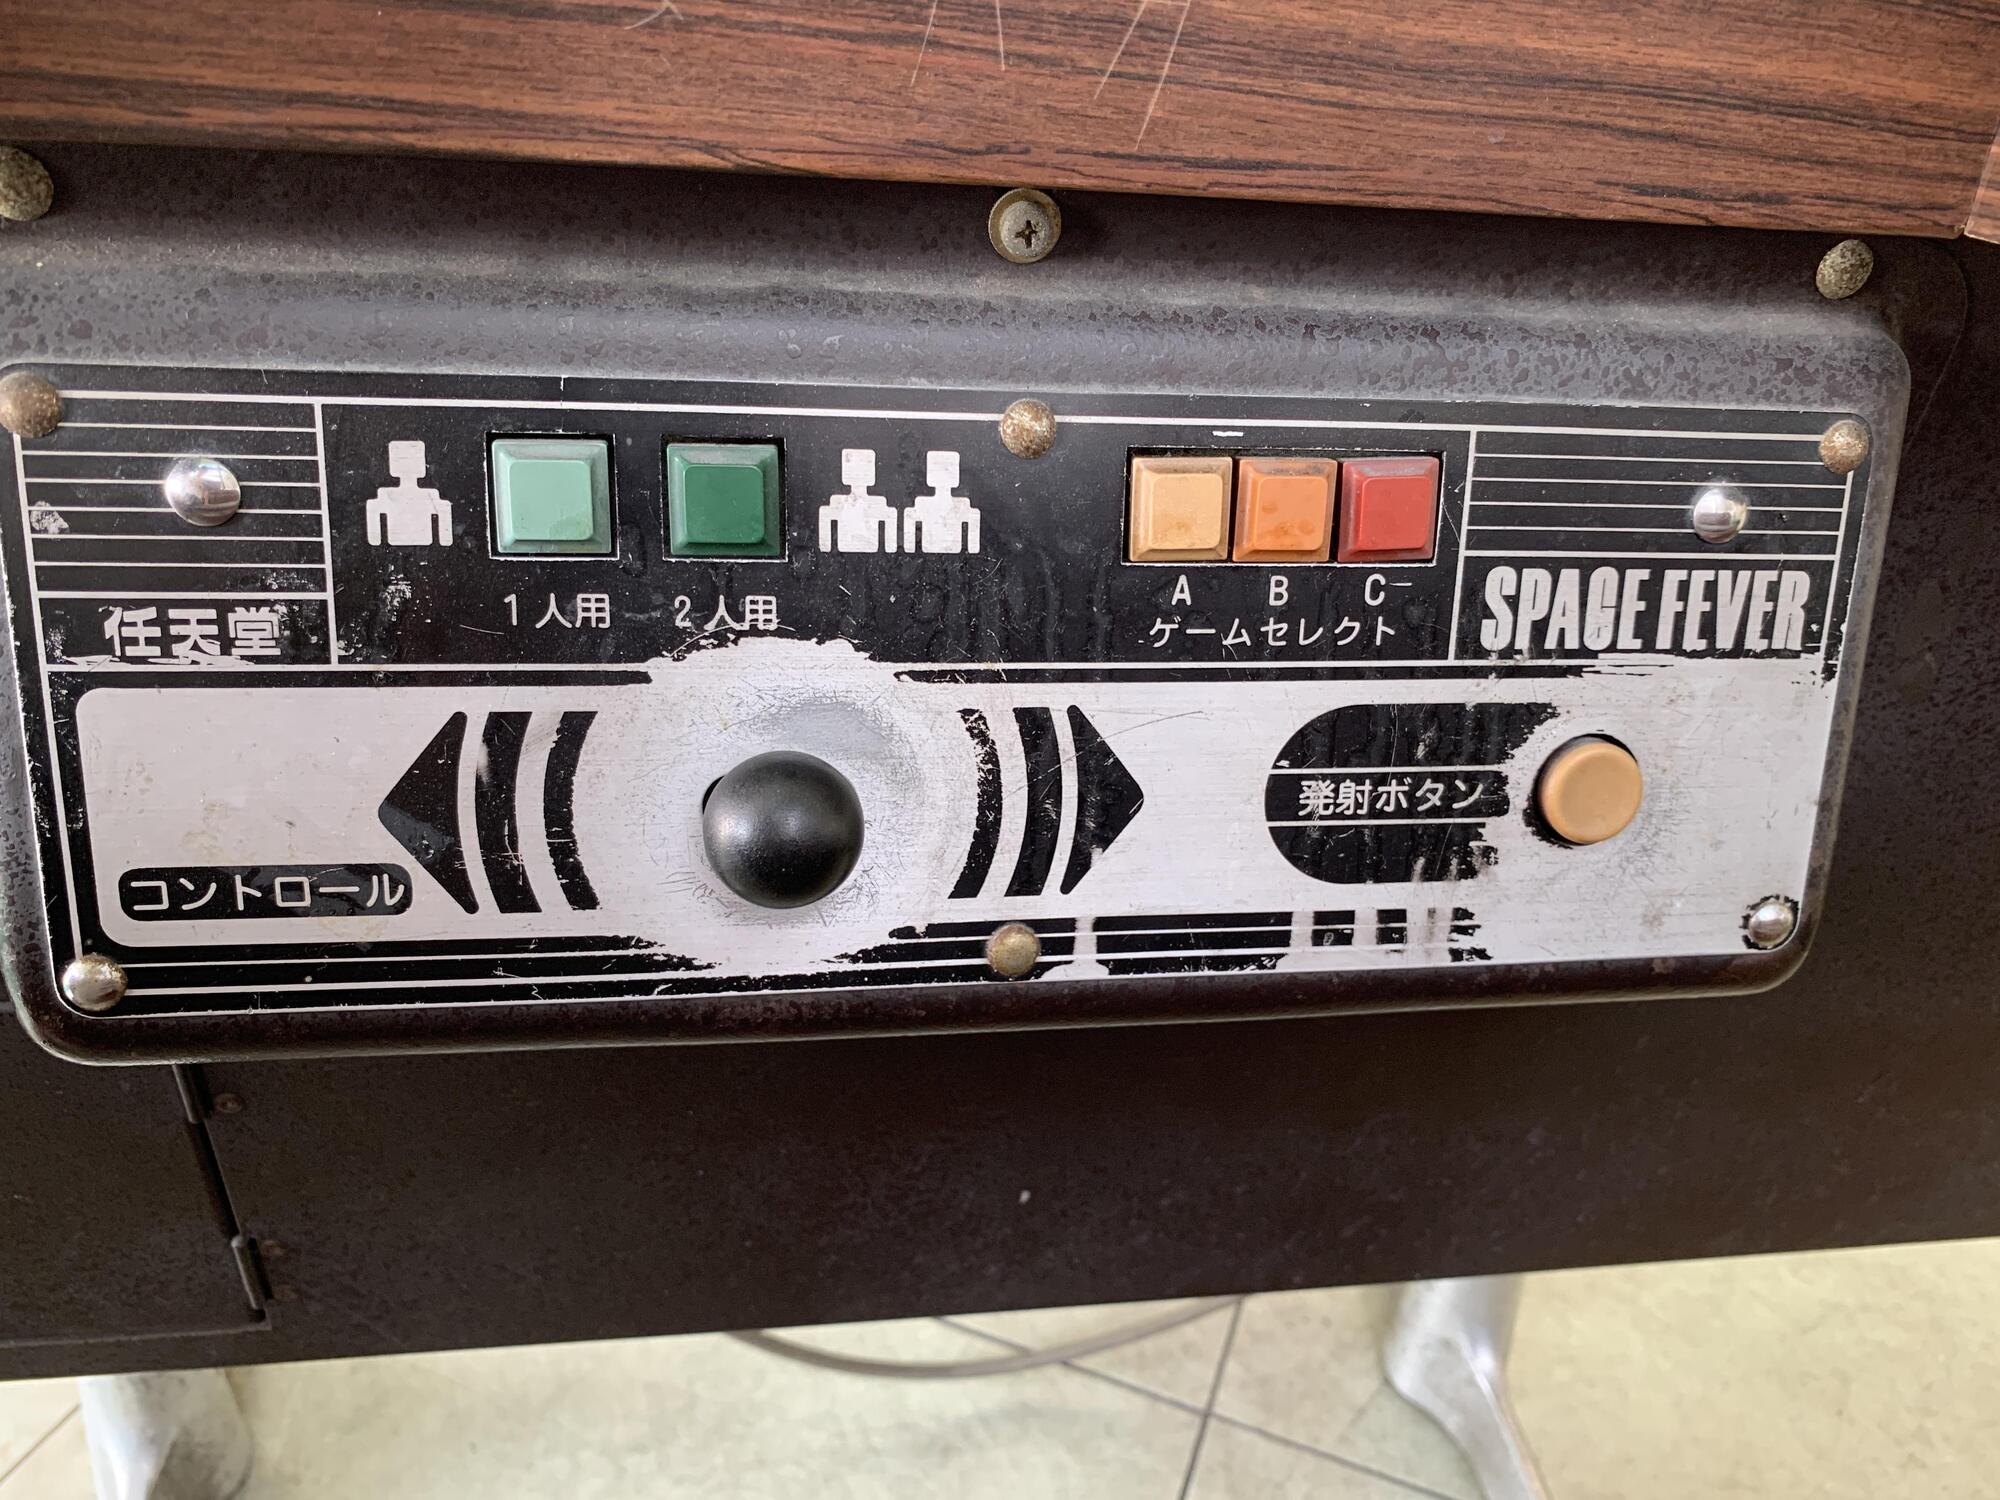 任天堂
1人用
2人用
A B C
ゲームセレクト
SPACE FEVER
コントロール
発射ボタン